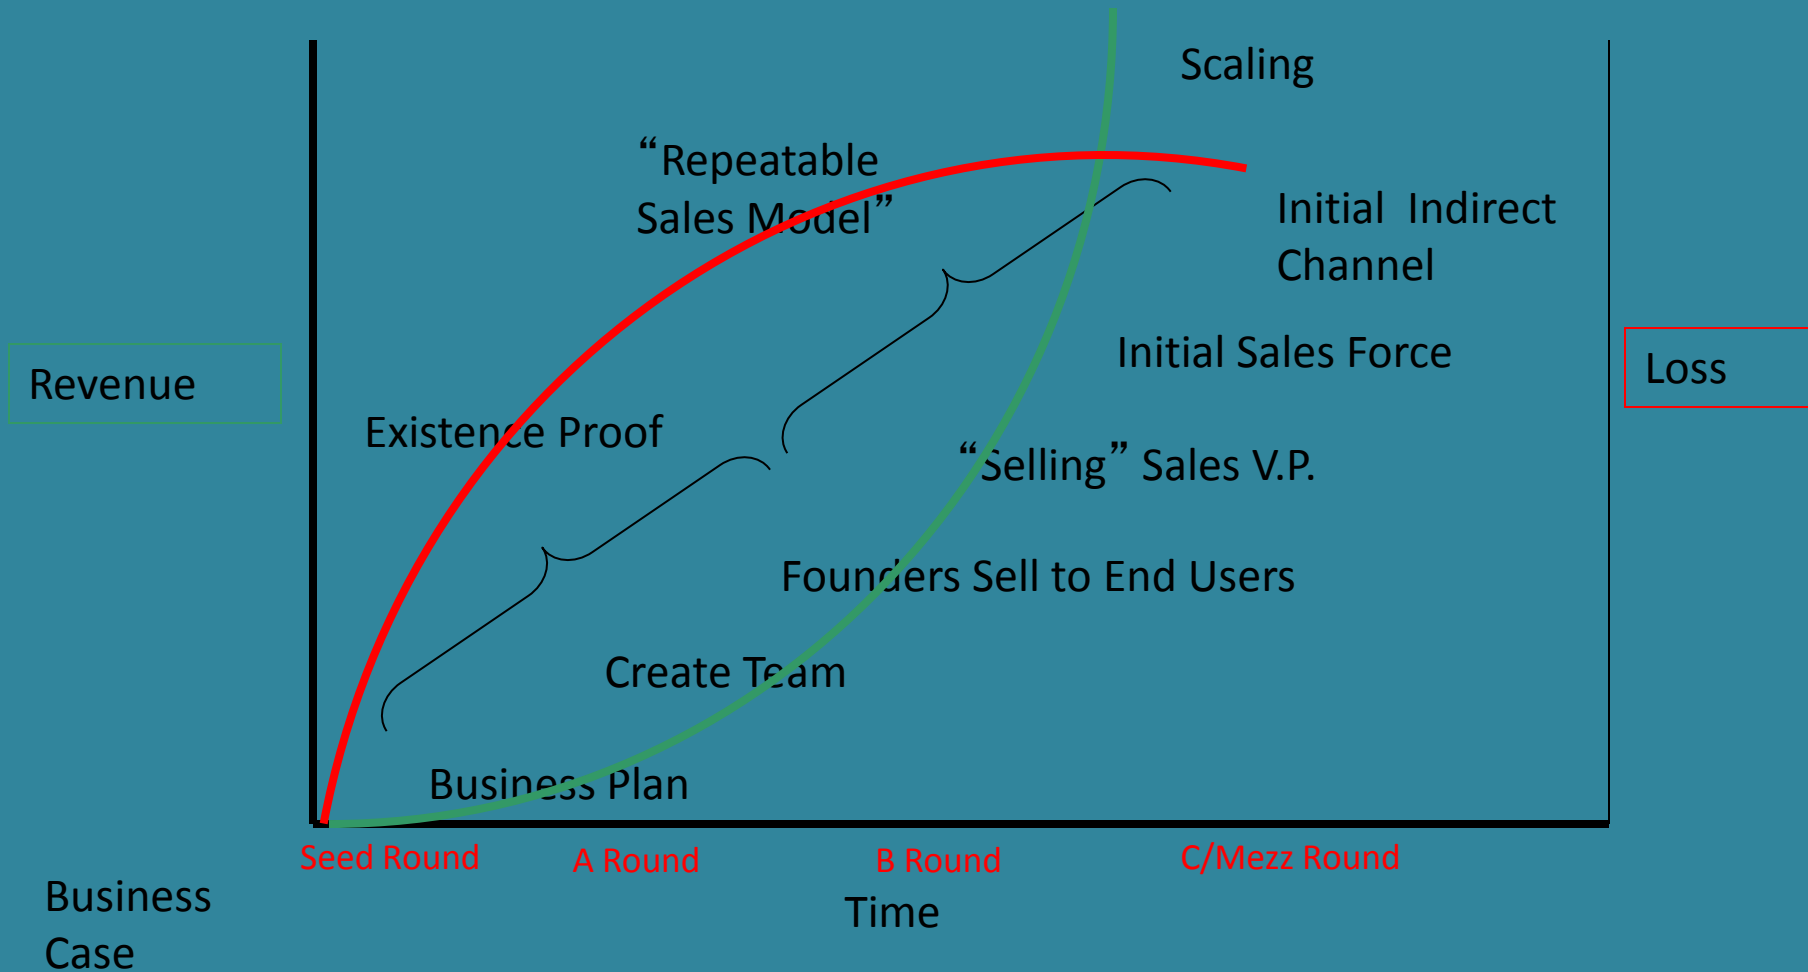 Scaling
“Repeatable
Sales Model”
Initial Indirect
Channel
Initial Sales Force
Revenue
Loss
Existence Proof
“Selling” Sales V.P.
Founders Sell to End Users
Create Team
Business Plan
Seed Round
A Round
B Round
C/Mezz Round
Time
Business
Case